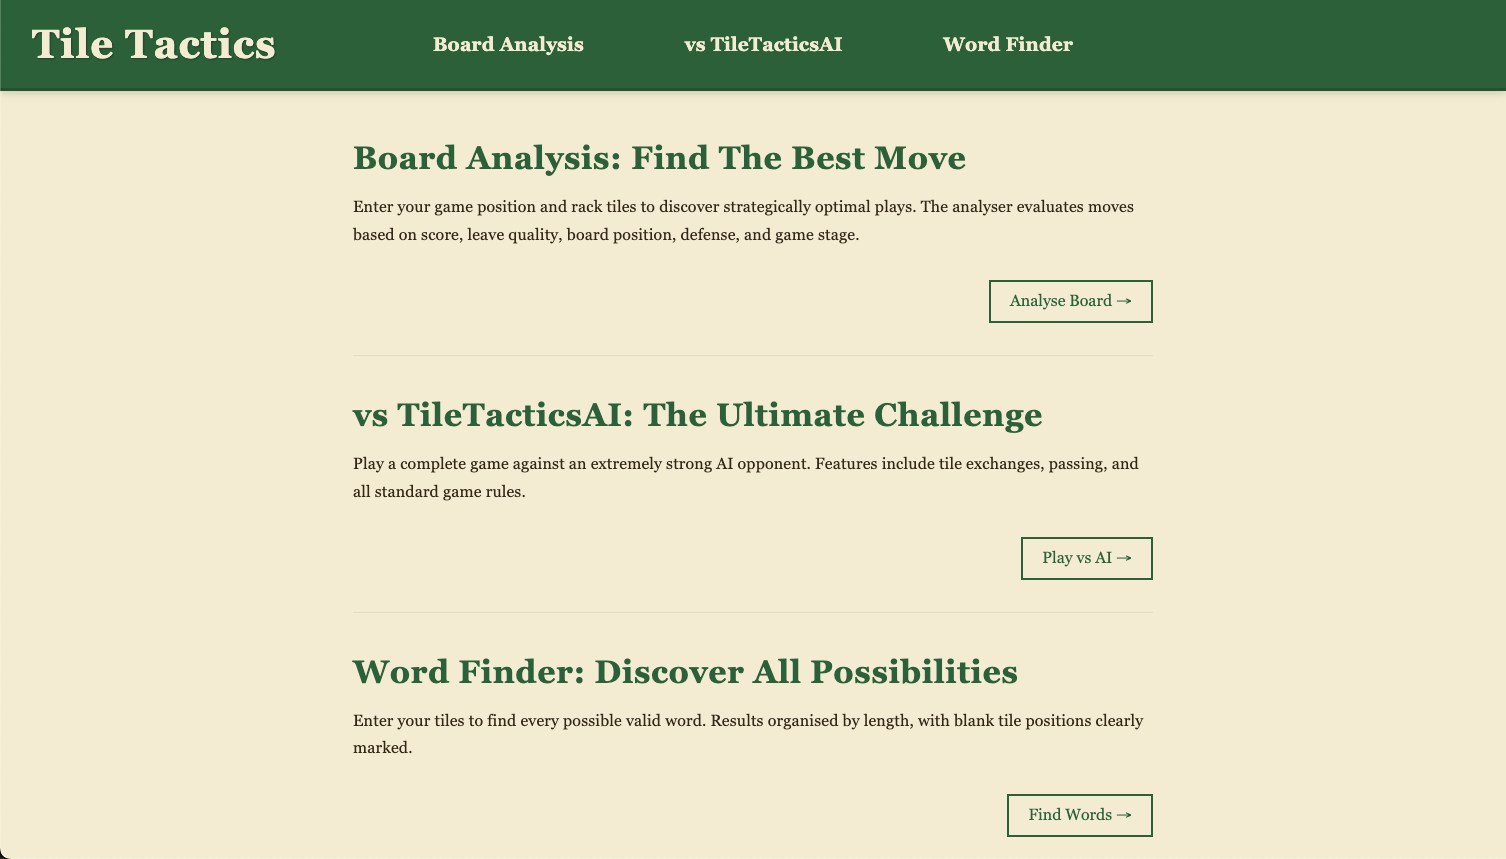 Tile Tactics
Board Analysis
vs TileTacticsAI
Word Finder
Board Analysis: Find The Best Move
Enter your game position and rack tiles to discover strategically optimal plays. The analyser evaluates moves
based on score, leave quality, board position, defense, and game stage.
Analyse Board →
vs TileTacticsAI: The Ultimate Challenge
Play a complete game against an extremely strong AI opponent. Features include tile exchanges, passing, and
all standard game rules.
Play vs AI →
Word Finder: Discover All Possibilities
Enter your tiles to find every possible valid word. Results organised by length, with blank tile positions clearly
marked.
Find Words →